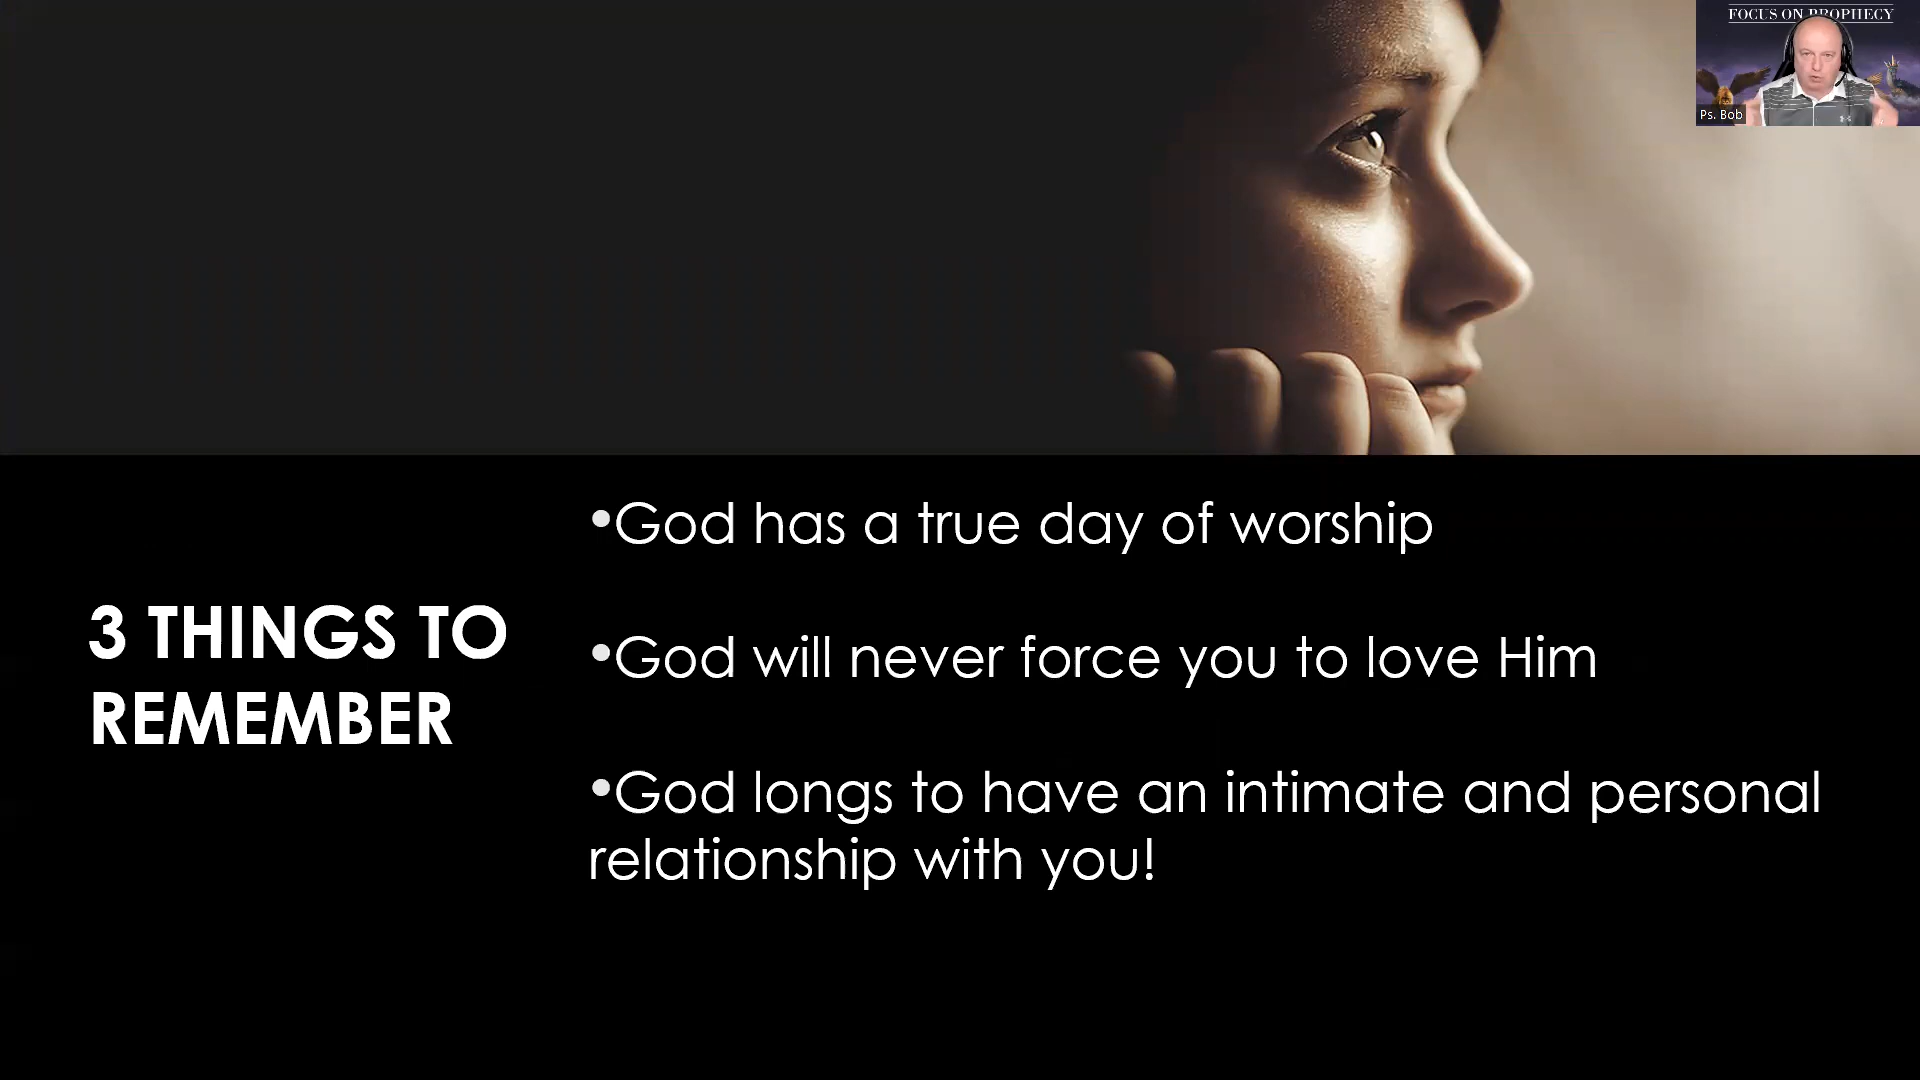 FOCUS ON PROPHECY
Ps. Bob
3 THINGS TO
REMEMBER
•God has a true day of worship
•God will never force you to love Him
•God longs to have an intimate and personal
relationship with you!